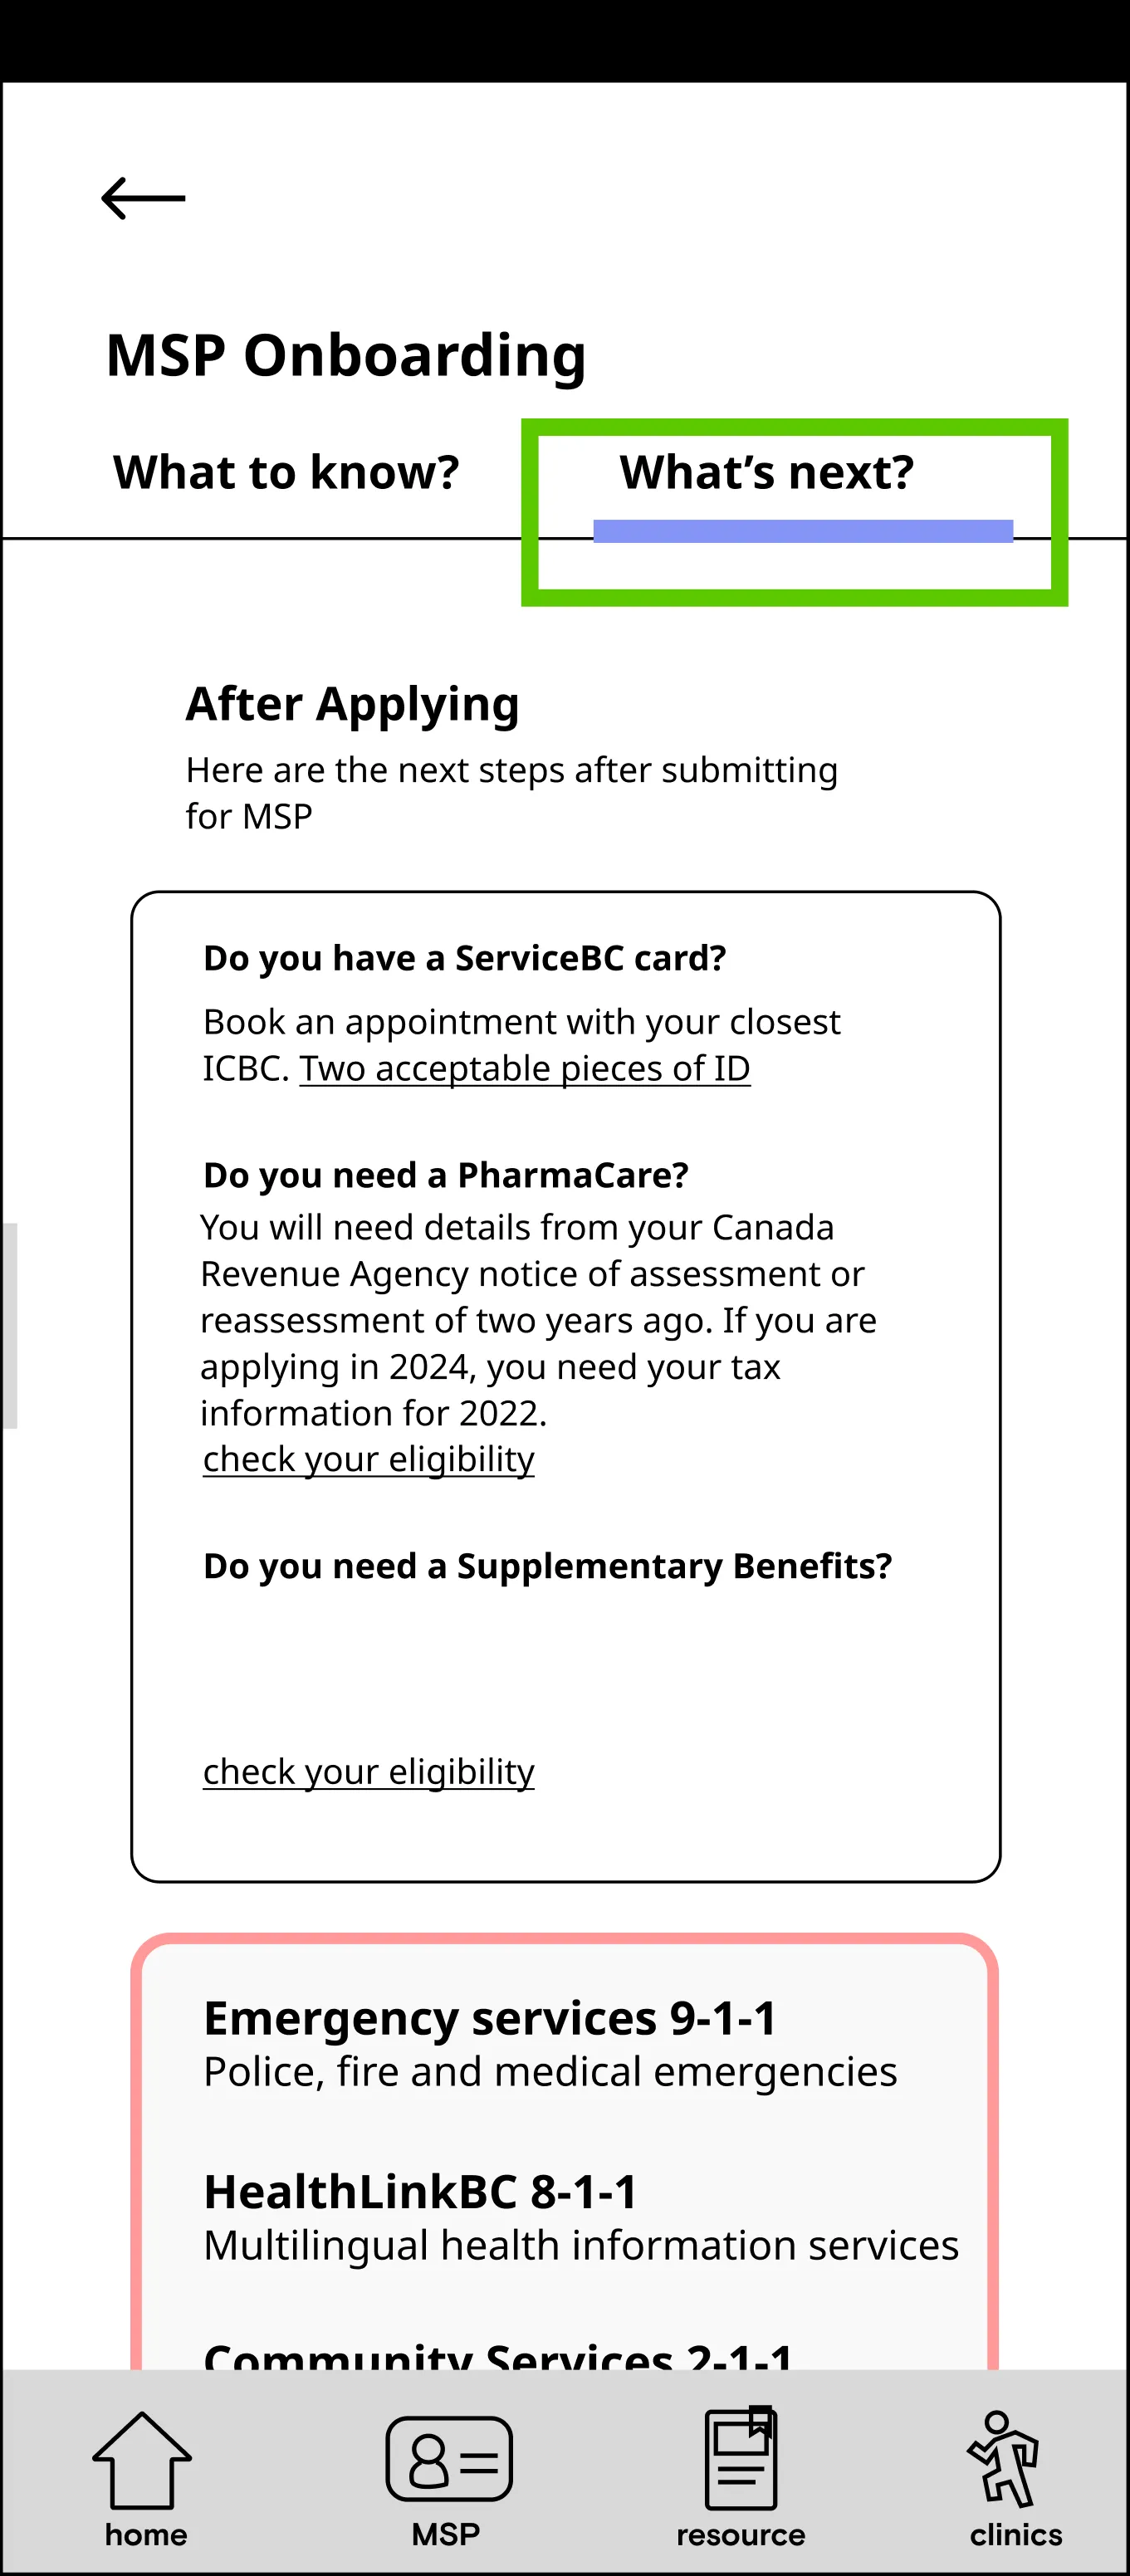 MSP Onboarding
What to know?
What’s next?
After Applying
Here are the next steps after submitting
for MSP
Do you have a ServiceBC card?
Book an appointment with your closest
ICBC. Two acceptable pieces of ID
Do you need a PharmaCare?
You will need details from your Canada
Revenue Agency notice of assessment or
reassessment of two years ago. If you are
applying in 2024, you need your tax
information for 2022.
check your eligibility
Do you need a Supplementary Benefits?
check your eligibility
Emergency services 9-1-1
Police, fire and medical emergencies
HealthLinkBC 8-1-1
Multilingual health information services
Community Services 2-1-1
home
MSP
resource
clinics